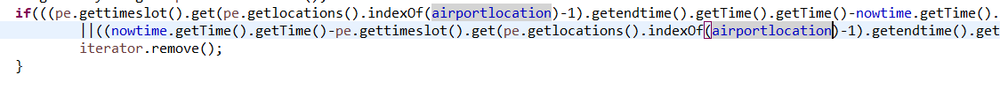 if(((pe.gettimeslot().get(pe.getlocations().indexOf(airportlocation)-1).getendtime().getTime().getTime()-nowtime.getTime().
||((nowtime.getTime().getTime()-pe.gettimeslot().get(pe.getlocations().indexOf(airportlocation)-1).getendtime().get
iterator.remove();
}